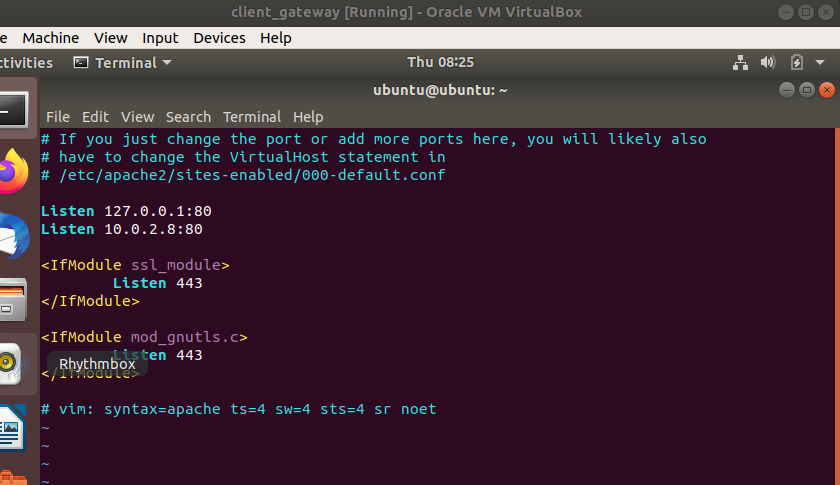 client_gateway [Running] - Oracle VM VirtualBox
Machine View Input Devices Help
Terminal Thu 08:25
ubuntu@ubuntu: ~
File Edit View Search Terminal Help
# If you just change the port or add more ports here, you will likely also
# have to change the VirtualHost statement in
# /etc/apache2/sites-enabled/000-default.conf
Listen 127.0.0.1:80
Listen 10.0.2.8:80
<IfModule ssl_module>
Listen 443
</IfModule>
<IfModule mod_gnutls.c>
Listen 443
Rhythmbox
</IfModule>
# vim: syntax=apache ts=4 sw=4 sts=4 sr noet
~
~
~
~